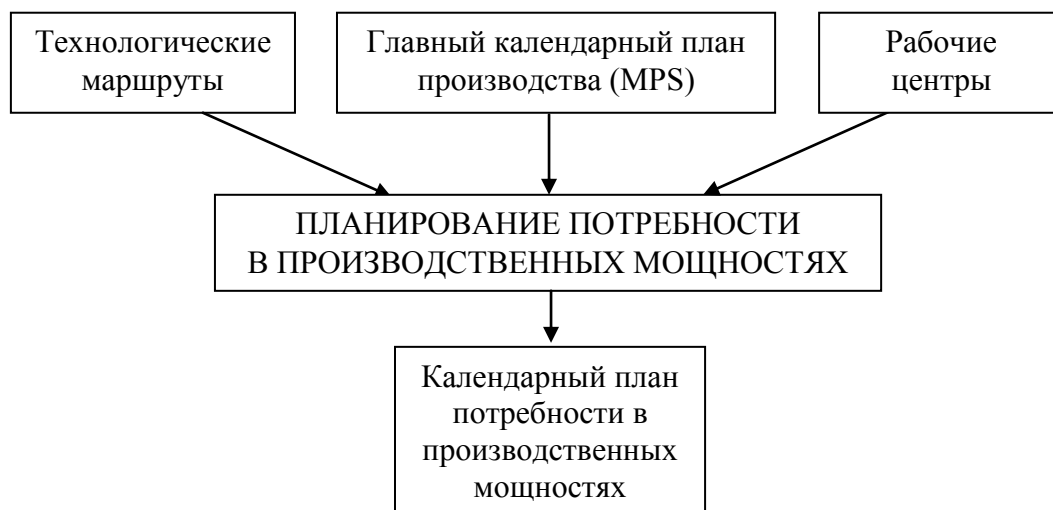 Технологические
маршруты
Главный календарный план
производства (MPS)
Рабочие
центры
ПЛАНИРОВАНИЕ ПОТРЕБНОСТИ
В ПРОИЗВОДСТВЕННЫХ МОЩНОСТЯХ
Календарный план
потребности в
производственных
мощностях